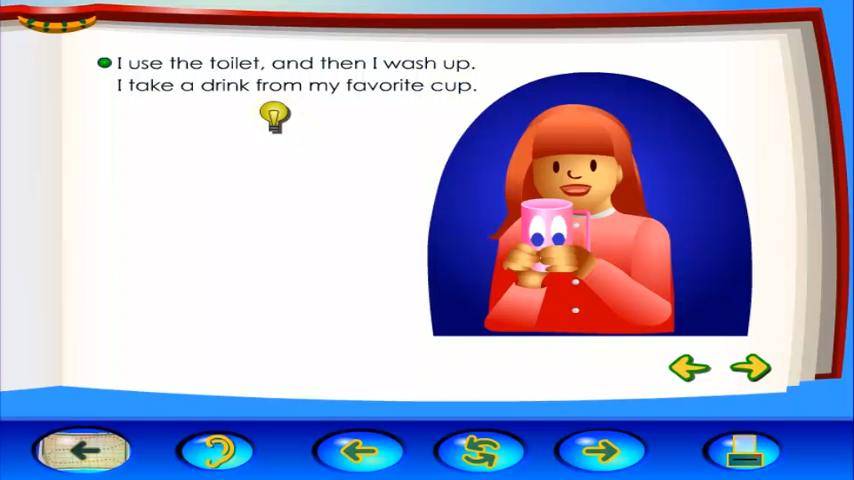 I use the toilet, and then I wash up.
I take a drink from my favorite cup.